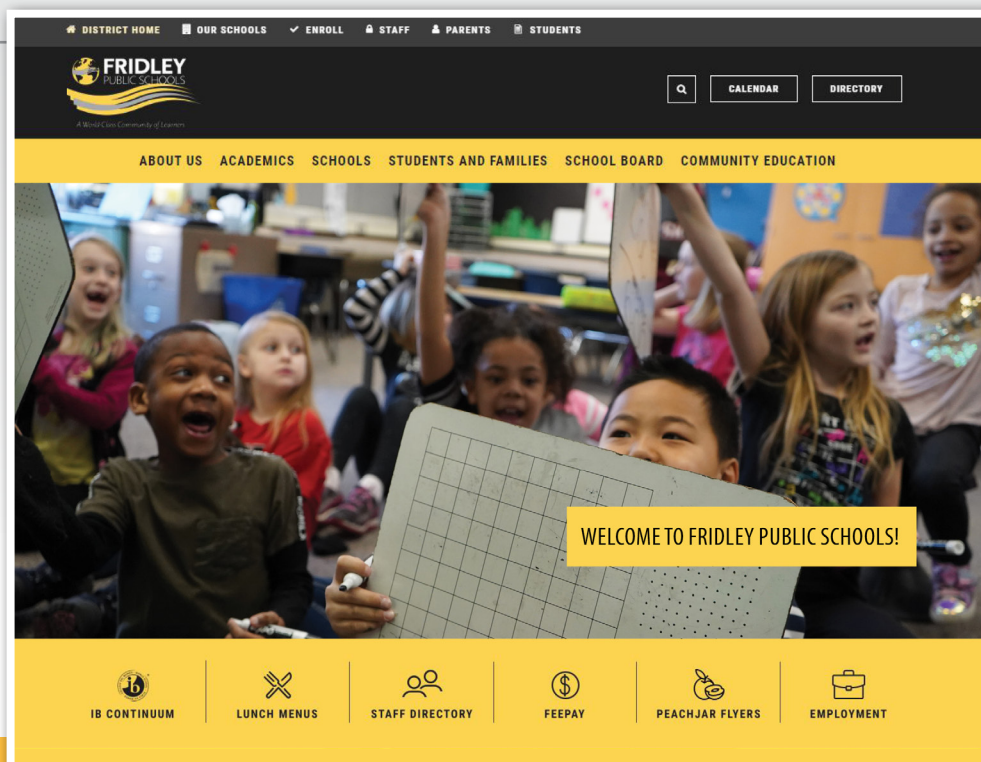 DISTRICT HOME OUR SCHOOLS ENROLL STAFF PARENTS STUDENTS
FRIDLEY
PUBLIC SCHOOLS
A World Class Community of Learners
CALENDAR DIRECTORY
ABOUT US ACADEMICS SCHOOLS STUDENTS AND FAMILIES SCHOOL BOARD COMMUNITY EDUCATION
WELCOME TO FRIDLEY PUBLIC SCHOOLS!
ib
IB CONTINUUM LUNCH MENUS STAFF DIRECTORY FEEPAY PEACHJAR FLYERS EMPLOYMENT